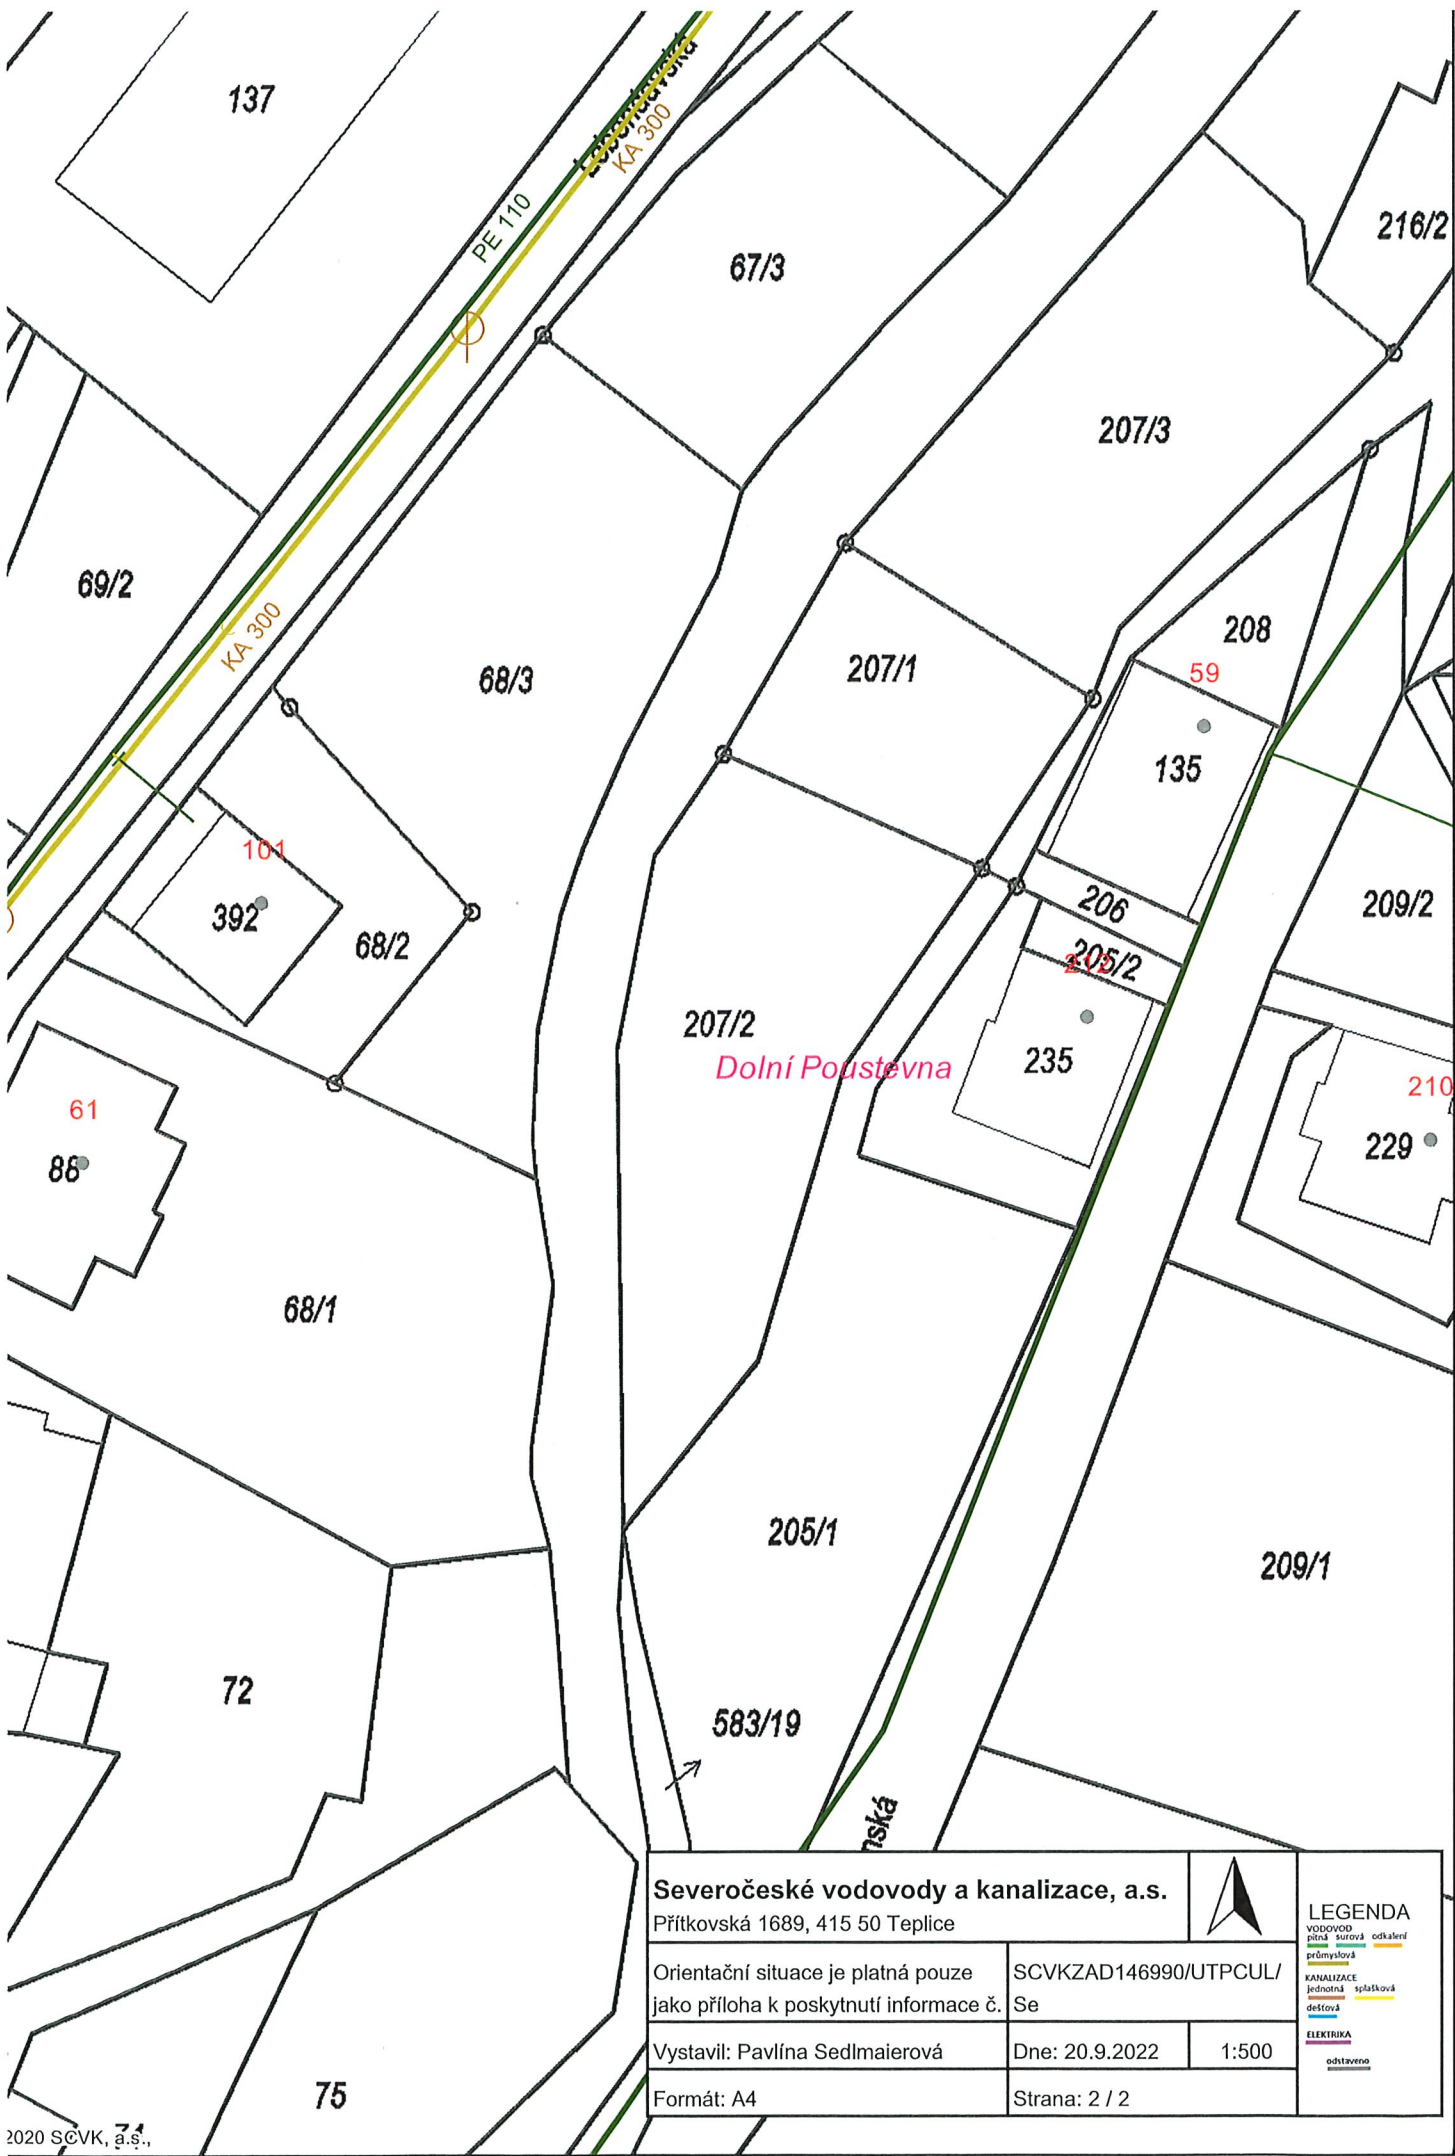 137
KA 300
PE 110
216/2
67/3
207/3
69/2
KA 300
208
68/3
207/1
59
135
101
392
68/2
206
209/2
205/2
212
207/2
Dolní Poustevna
235
61
88
210
229
68/1
205/1
209/1
72
583/19
nská
75
2020 SČVK, a.s.,
Severočeské vodovody a kanalizace, a.s.
Přítkovská 1689, 415 50 Teplice
Orientační situace je platná pouze
jako příloha k poskytnutí informace č.
SCVKZAD146990/UTPCUL/
Se
Vystavil: Pavlína Sedlmaierová
Dne: 20.9.2022
1:500
Formát: A4
Strana: 2 / 2
LEGENDA
VODOVOD
pitná surová odkalení
průmyslová
KANALIZACE
jednotná splašková
dešťová
ELEKTRIKA
odstaveno